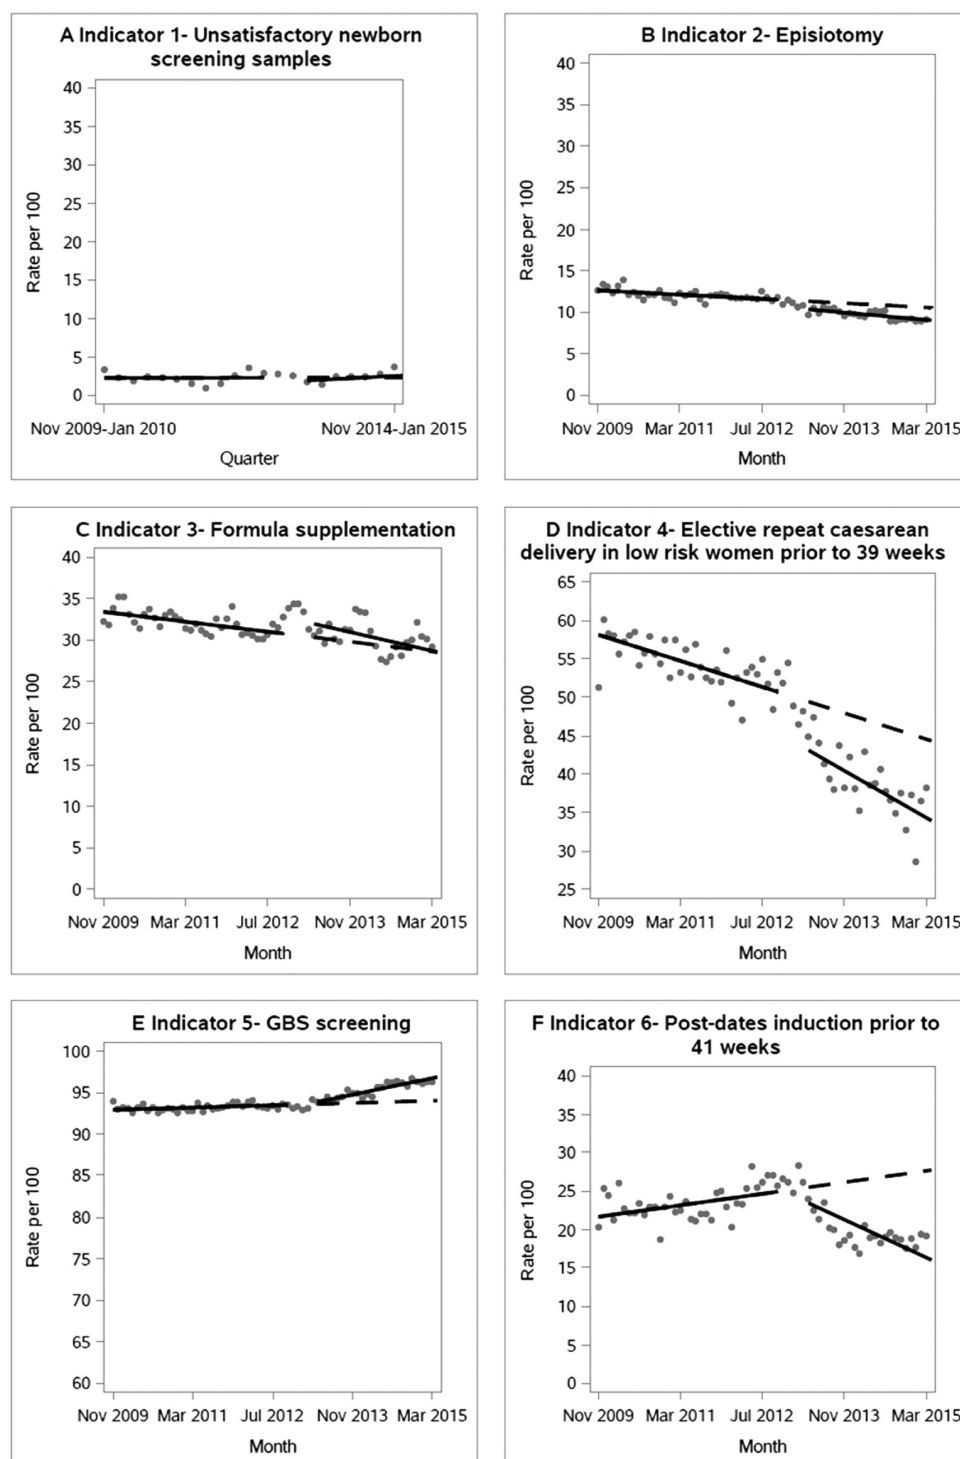 A Indicator 1- Unsatisfactory newborn
screening samples
40
35
30
25
20
15
10
5
0
Rate per 100
Nov 2009-Jan 2010
Nov 2014-Jan 2015
Quarter
B Indicator 2- Episiotomy
40
35
30
25
20
15
10
5
0
Rate per 100
Nov 2009
Mar 2011
Jul 2012
Nov 2013
Mar 2015
Month
C Indicator 3- Formula supplementation
40
35
30
25
20
15
10
5
0
Rate per 100
Nov 2009
Mar 2011
Jul 2012
Nov 2013
Mar 2015
Month
D Indicator 4- Elective repeat caesarean
delivery in low risk women prior to 39 weeks
65
60
55
50
45
40
35
30
25
Rate per 100
Nov 2009
Mar 2011
Jul 2012
Nov 2013
Mar 2015
Month
E Indicator 5- GBS screening
100
95
90
85
80
75
70
65
60
Rate per 100
Nov 2009
Mar 2011
Jul 2012
Nov 2013
Mar 2015
Month
F Indicator 6- Post-dates induction prior to
41 weeks
40
35
30
25
20
15
10
5
0
Rate per 100
Nov 2009
Mar 2011
Jul 2012
Nov 2013
Mar 2015
Month